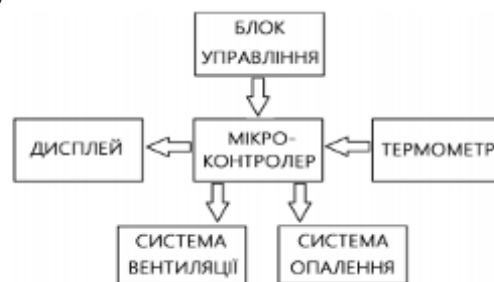 БЛОК
УПРАВЛІННЯ
ДИСПЛЕЙ
МІКРО-
КОНТРОЛЕР
ТЕРМОМЕТР
СИСТЕМА
ВЕНТИЛЯЦІЇ
СИСТЕМА
ОПАЛЕННЯ